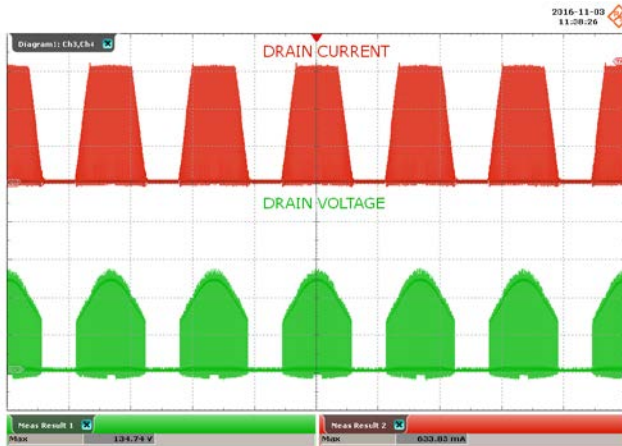 2016-11-03
11:38:26
Diagram1: Ch3,Ch4
DRAIN CURRENT
DRAIN VOLTAGE
Meas Result 1
Meas Result 2
Max 134.74 V
Max 633.83 mA